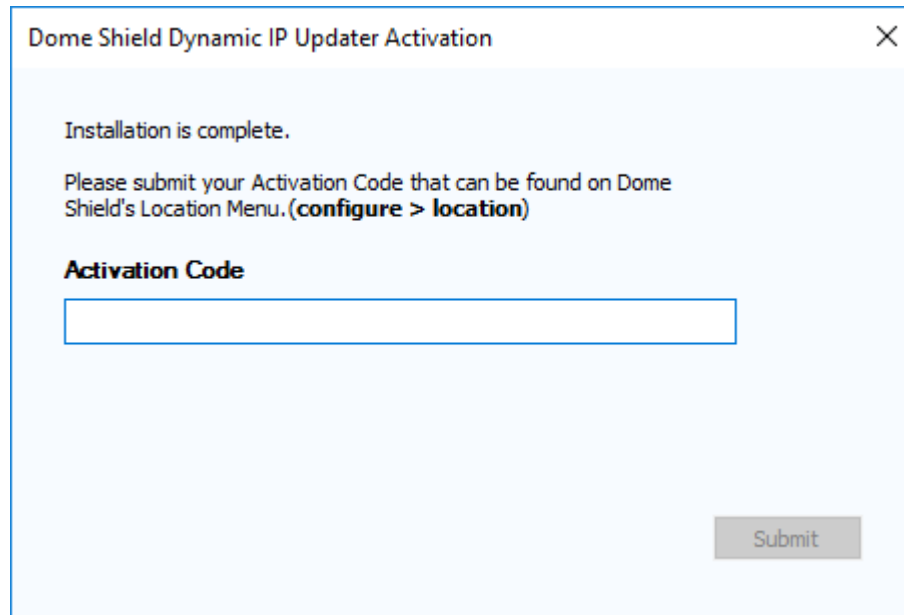 Dome Shield Dynamic IP Updater Activation
Installation is complete.
Please submit your Activation Code that can be found on Dome
Shield's Location Menu.(configure > location)
Activation Code
Submit